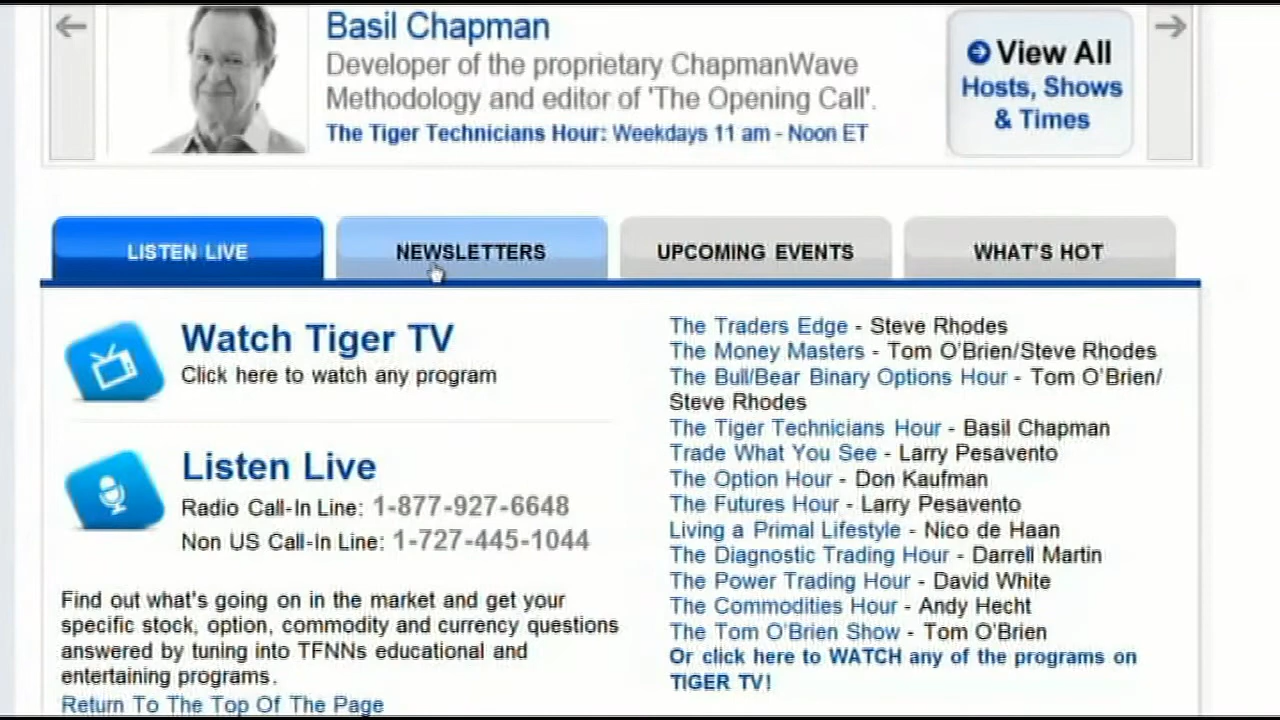 Basil Chapman
Developer of the proprietary ChapmanWave
Methodology and editor of 'The Opening Call'.
The Tiger Technicians Hour: Weekdays 11 am - Noon ET
View All
Hosts, Shows
& Times
LISTEN LIVE
NEWSLETTERS
UPCOMING EVENTS
WHAT'S HOT
Watch Tiger TV
Click here to watch any program
Listen Live
Radio Call-In Line: 1-877-927-6648
Non US Call-In Line: 1-727-445-1044
Find out what's going on in the market and get your
specific stock, option, commodity and currency questions
answered by tuning into TFNNs educational and
entertaining programs.
Return To The Top Of The Page
The Traders Edge - Steve Rhodes
The Money Masters - Tom O'Brien/Steve Rhodes
The Bull/Bear Binary Options Hour - Tom O'Brien/
Steve Rhodes
The Tiger Technicians Hour - Basil Chapman
Trade What You See - Larry Pesavento
The Option Hour - Don Kaufman
The Futures Hour - Larry Pesavento
Living a Primal Lifestyle - Nico de Haan
The Diagnostic Trading Hour - Darrell Martin
The Power Trading Hour - David White
The Commodities Hour - Andy Hecht
The Tom O'Brien Show - Tom O'Brien
Or click here to WATCH any of the programs on
TIGER TV!